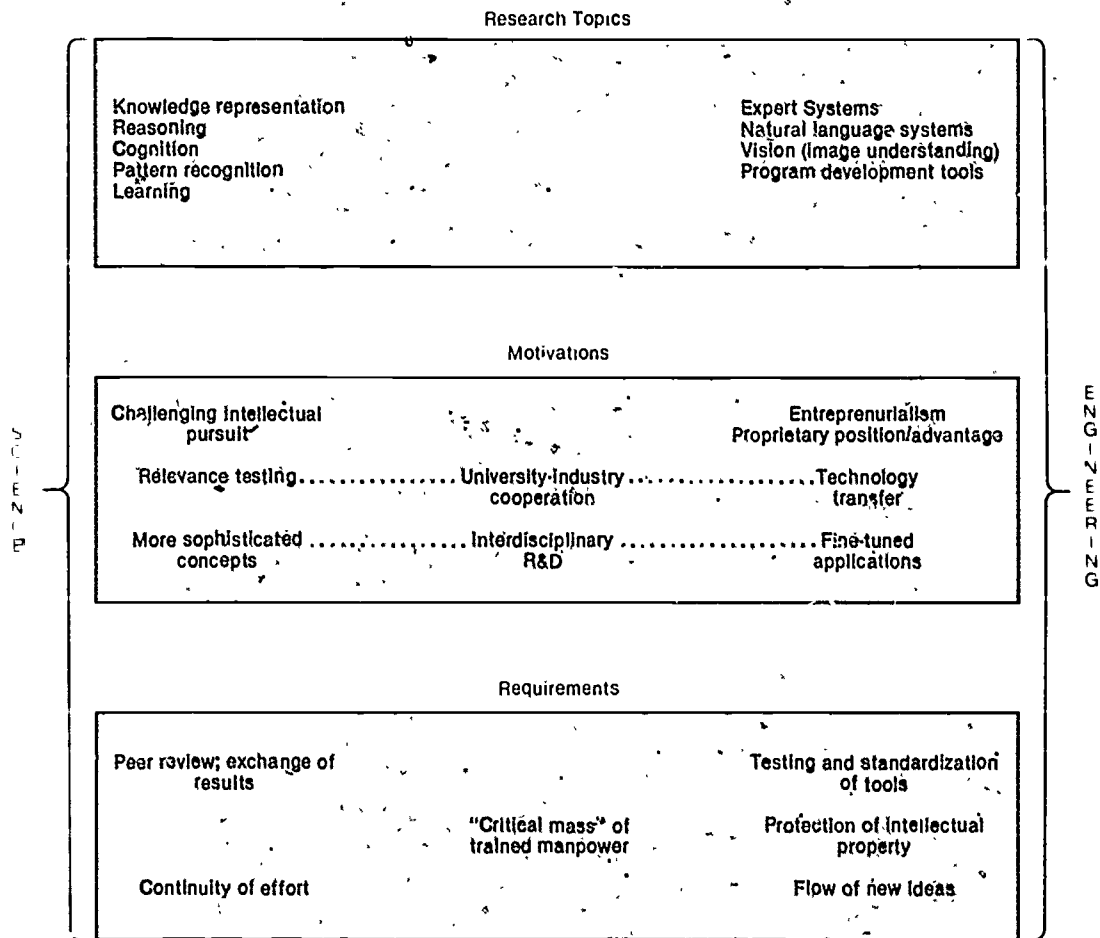 Research Topics
Knowledge representation
Reasoning
Cognition
Pattern recognition
Learning
Expert Systems
Natural language systems
Vision (image understanding)
Program development tools
Motivations
Challenging intellectual
pursuit
Entreprenurialism
Proprietary position/advantage
Relevance testing..............University-industry..............Technology
cooperation
transfer
More sophisticated..............Interdisciplinary..............Fine-tuned
concepts
R&D
applications
Requirements
Peer review; exchange of
results
Testing and standardization
of tools
"Critical mass" of
trained manpower
Protection of intellectual
property
Continuity of effort
Flow of new ideas
ENGINEERING